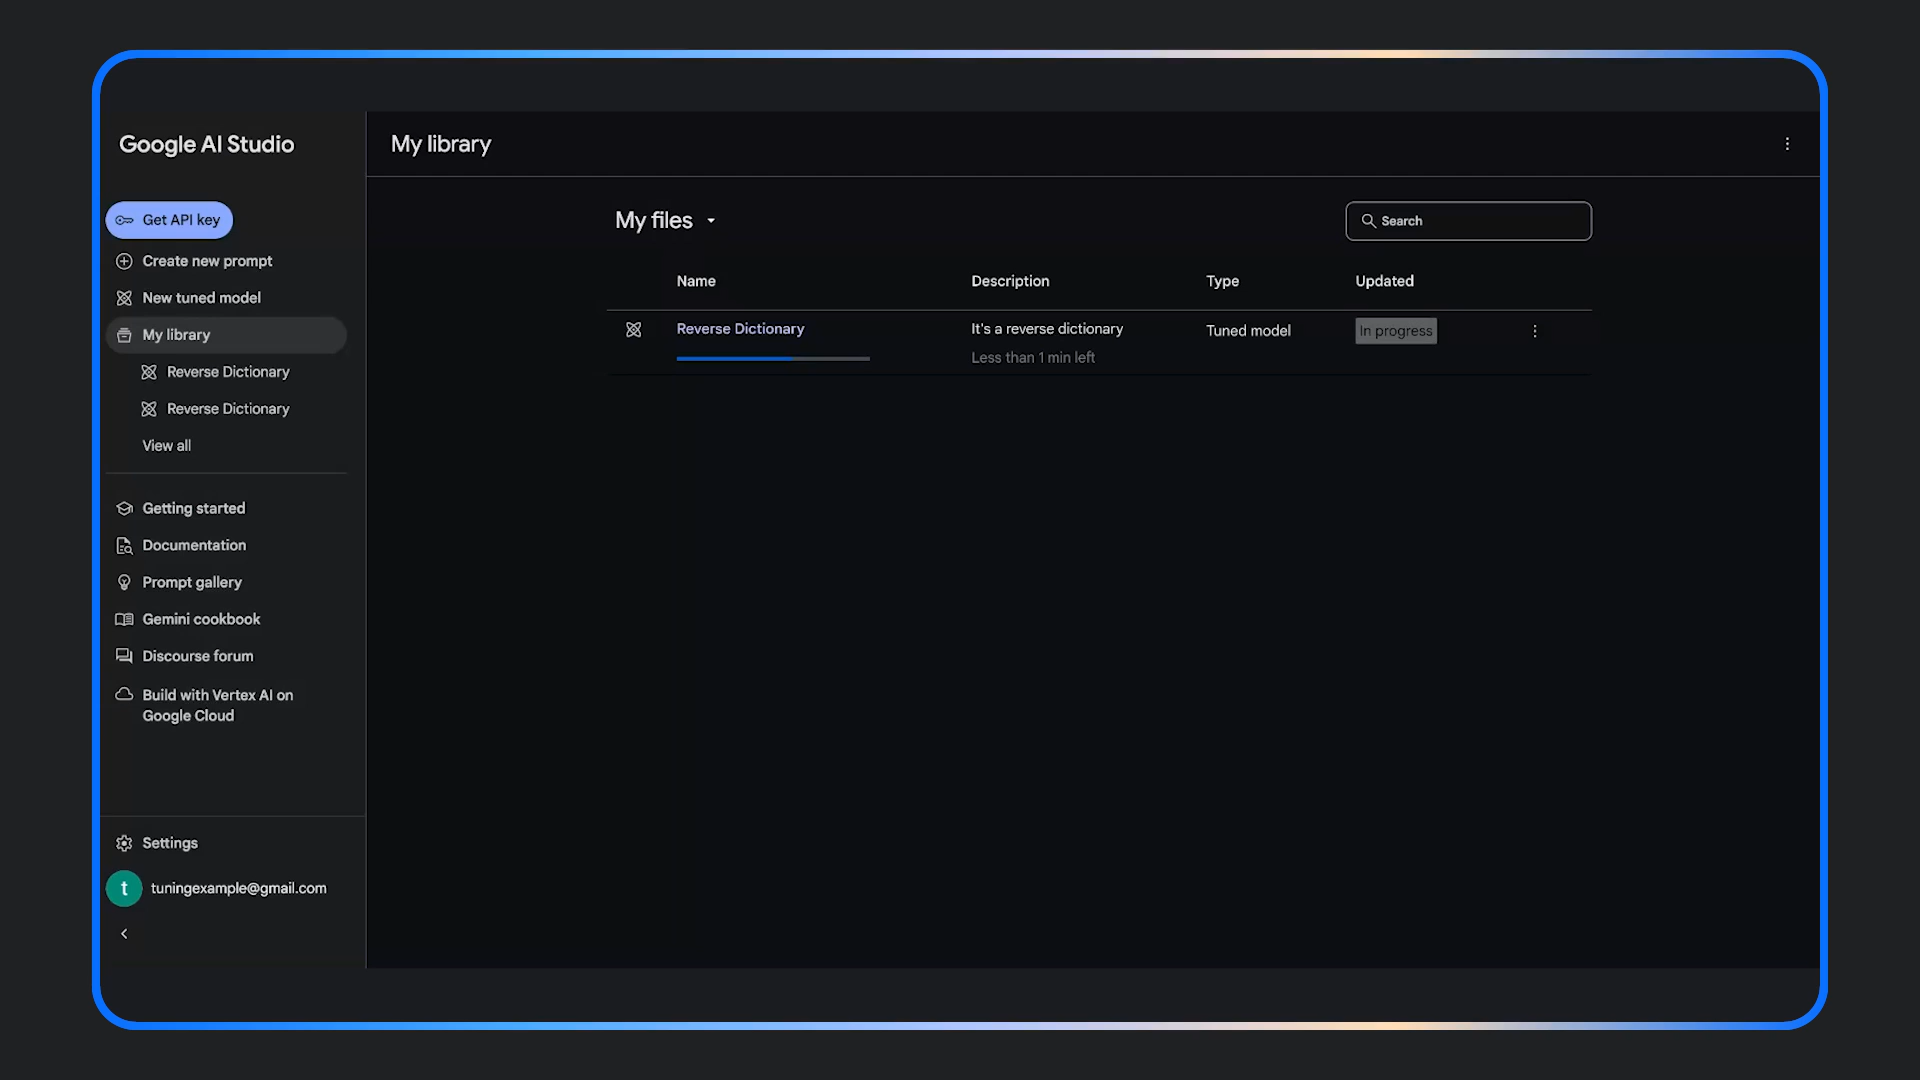 Google AI Studio
My library
Get API key
Create new prompt
New tuned model
My library
Reverse Dictionary
Reverse Dictionary
View all
Getting started
Documentation
Prompt gallery
Gemini cookbook
Discourse forum
Build with Vertex AI on
Google Cloud
Settings
t tuningexample@gmail.com
My files
Search
Name Description Type Updated
Reverse Dictionary It's a reverse dictionary Tuned model In progress
Less than 1 min left